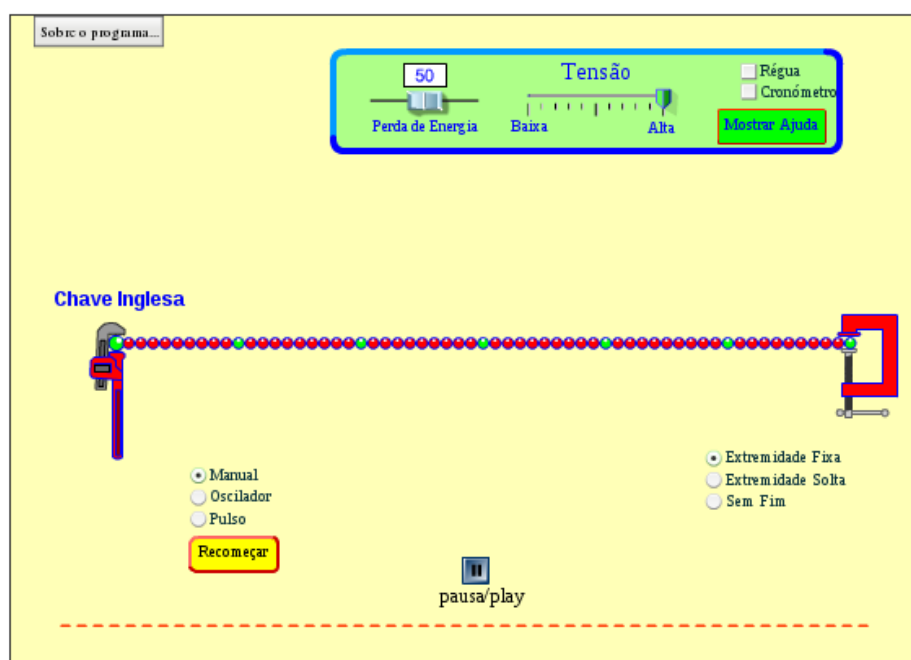 Sobre o programa...
50
Tensão
Régua
Cronómetro
Perda de Energia
Baixa
Alta
Mostrar Ajuda
Chave Inglesa
Manual
Oscilador
Pulso
Recomeçar
Extremidade Fixa
Extremidade Solta
Sem Fim
pausa/play